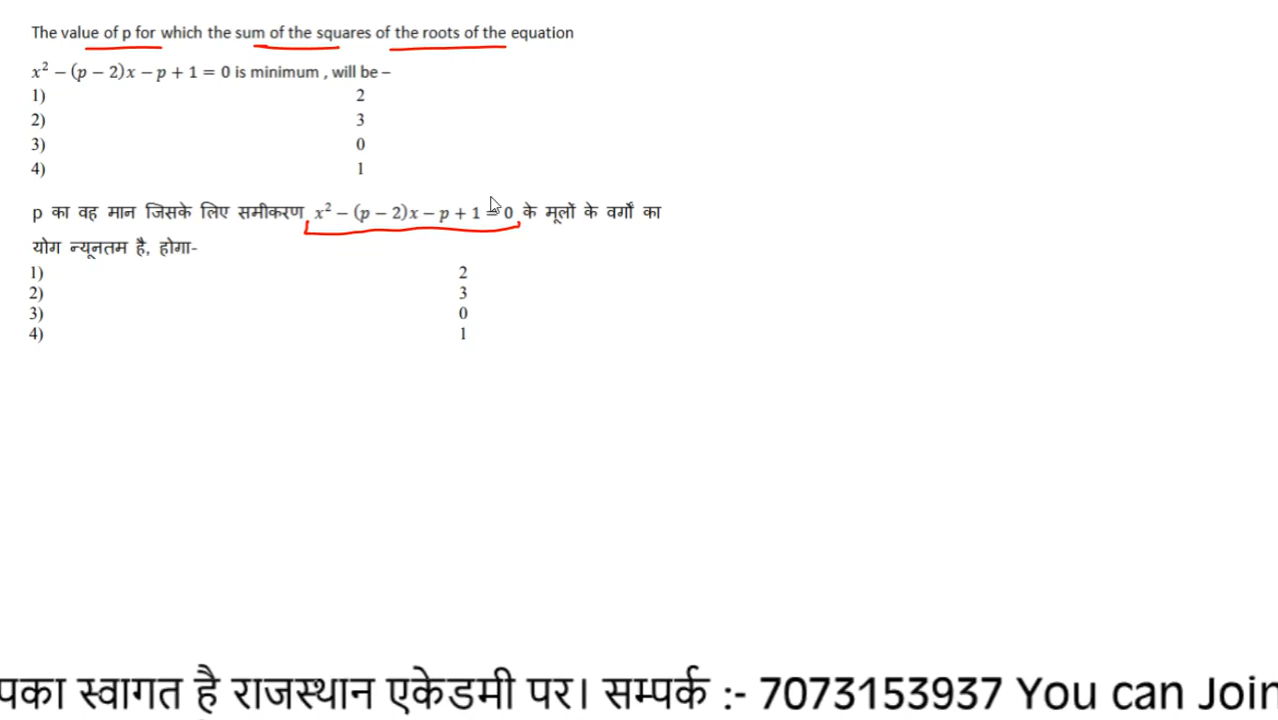 The value of p for which the sum of the squares of the roots of the equation
x² − (p − 2)x − p + 1 = 0 is minimum , will be –
1) 2
2) 3
3) 0
4) 1
p का वह मान जिसके लिए समीकरण x² − (p − 2)x − p + 1 = 0 के मूलों के वर्गों का
योग न्यूनतम है, होगा-
1) 2
2) 3
3) 0
4) 1
पका स्वागत है राजस्थान एकेडमी पर। सम्पर्क :- 7073153937 You can Join